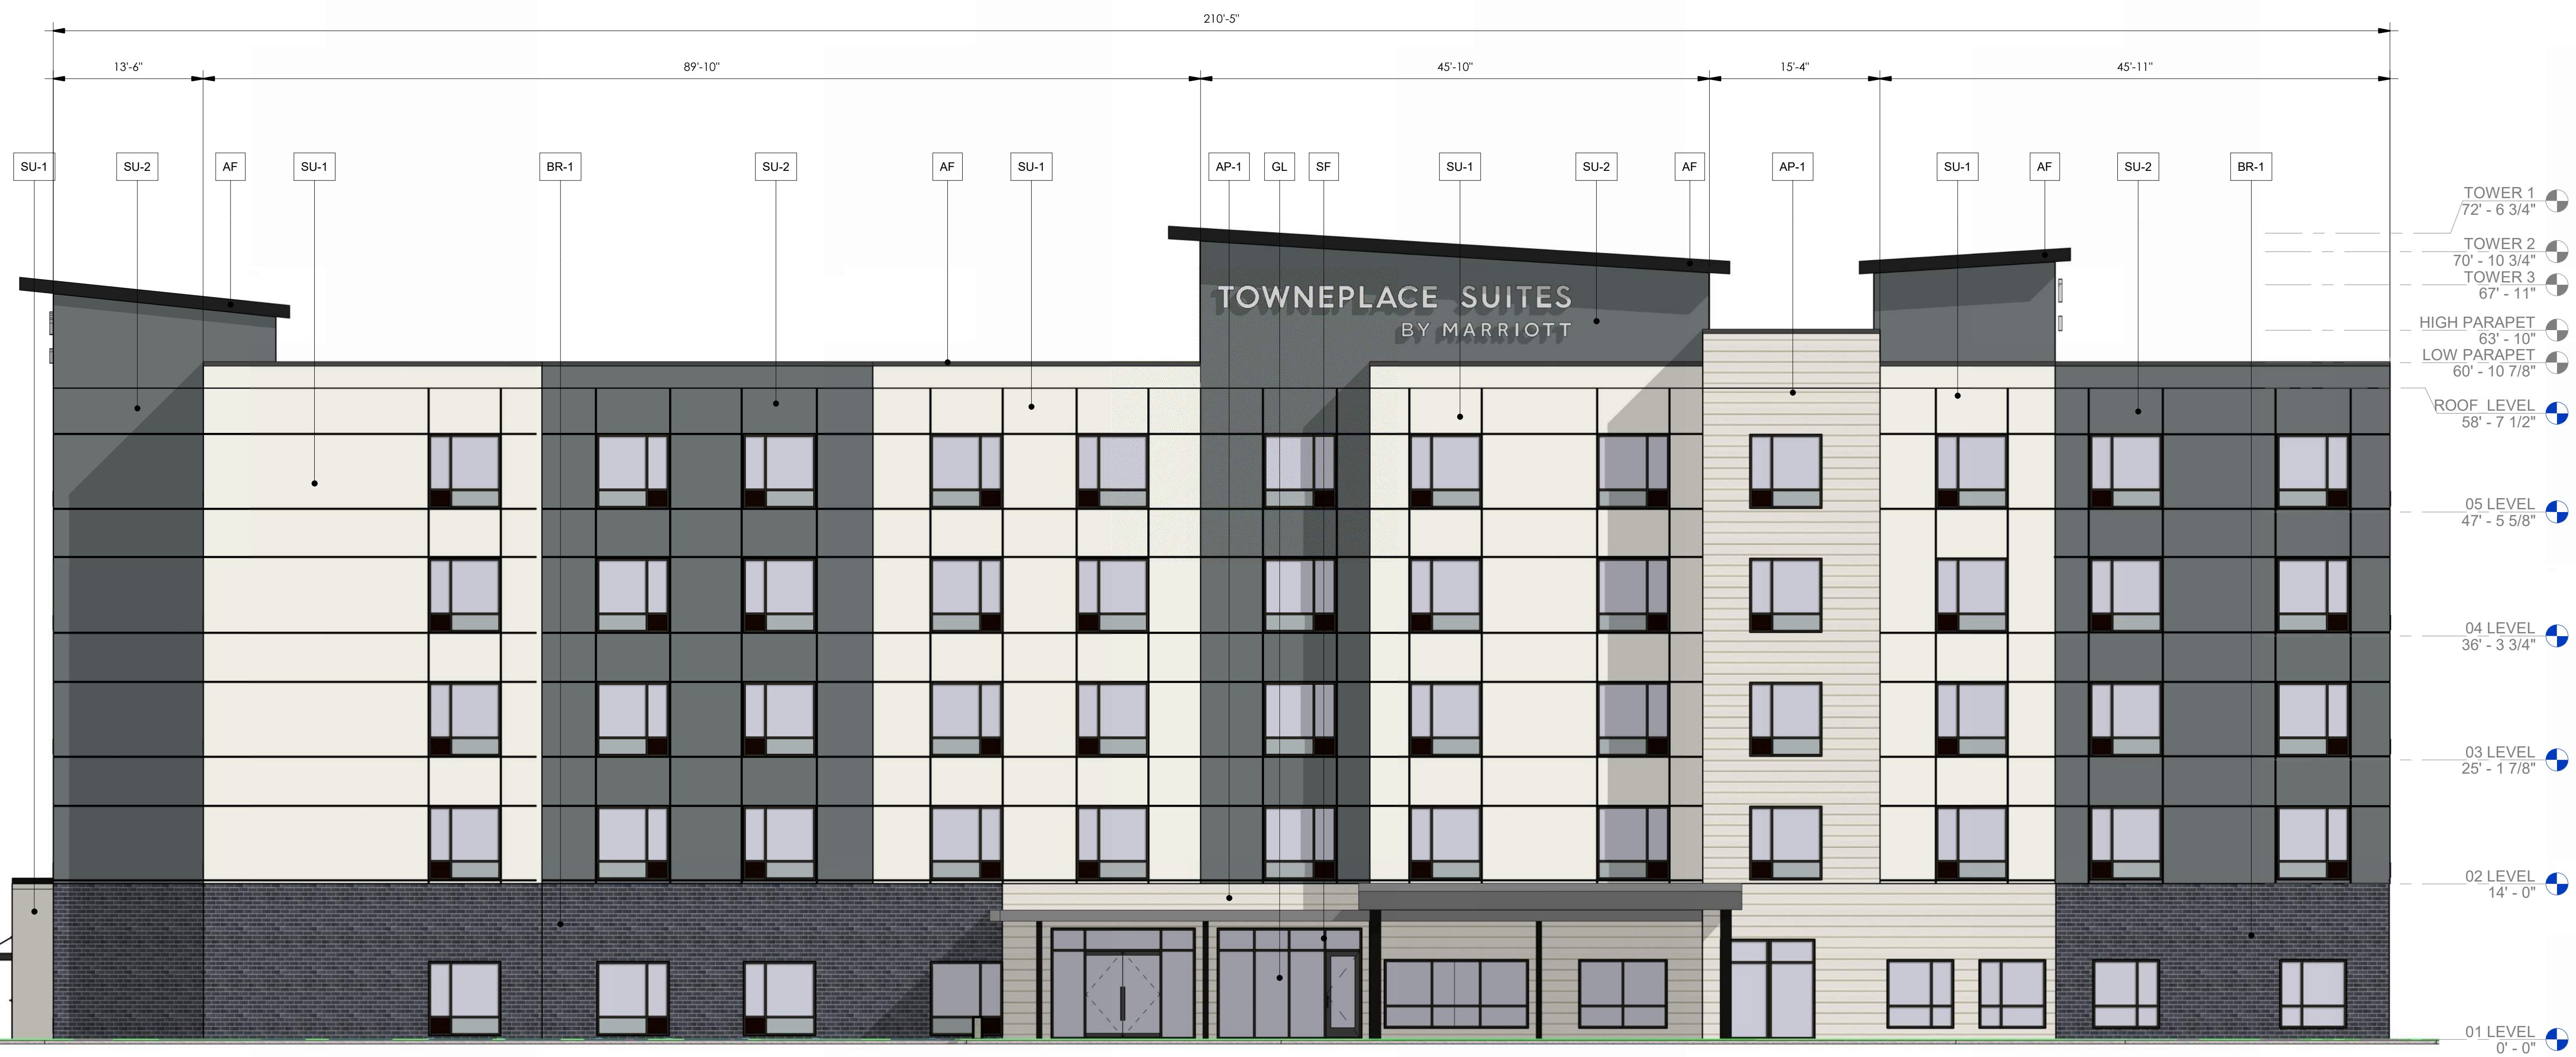 210'-5"
13'-6"
89'-10"
45'-10"
15'-4"
45'-11"
SU-1
SU-2
AF
SU-1
BR-1
SU-2
AF
SU-1
AP-1
GL
SF
SU-1
SU-2
AF
AP-1
SU-1
AF
SU-2
BR-1
TOWER 1
72' - 6 3/4"
TOWER 2
70' - 10 3/4"
TOWER 3
67' - 11"
HIGH PARAPET
63' - 10"
LOW PARAPET
60' - 10 7/8"
ROOF LEVEL
58' - 7 1/2"
05 LEVEL
47' - 5 5/8"
04 LEVEL
36' - 3 3/4"
03 LEVEL
25' - 1 7/8"
02 LEVEL
14' - 0"
01 LEVEL
0' - 0"
TOWNEPLACE SUITES
BY MARRIOTT